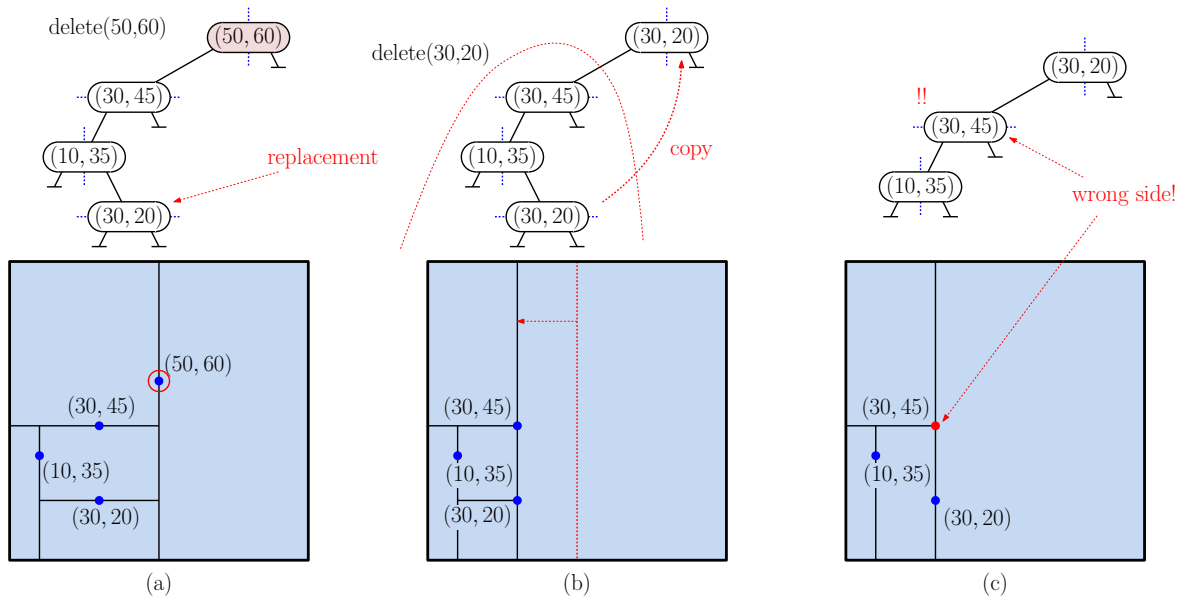 delete(50,60)
(50, 60)
(30, 45)
(10, 35)
replacement
(30, 20)
(50, 60)
(30, 45)
(10, 35)
(30, 20)
(a)
delete(30,20)
(30, 20)
(30, 45)
(10, 35)
copy
(30, 20)
(30, 45)
(10, 35)
(30, 20)
(b)
(30, 20)
!!
(30, 45)
(10, 35)
wrong side!
(30, 45)
(10, 35)
(30, 20)
(c)